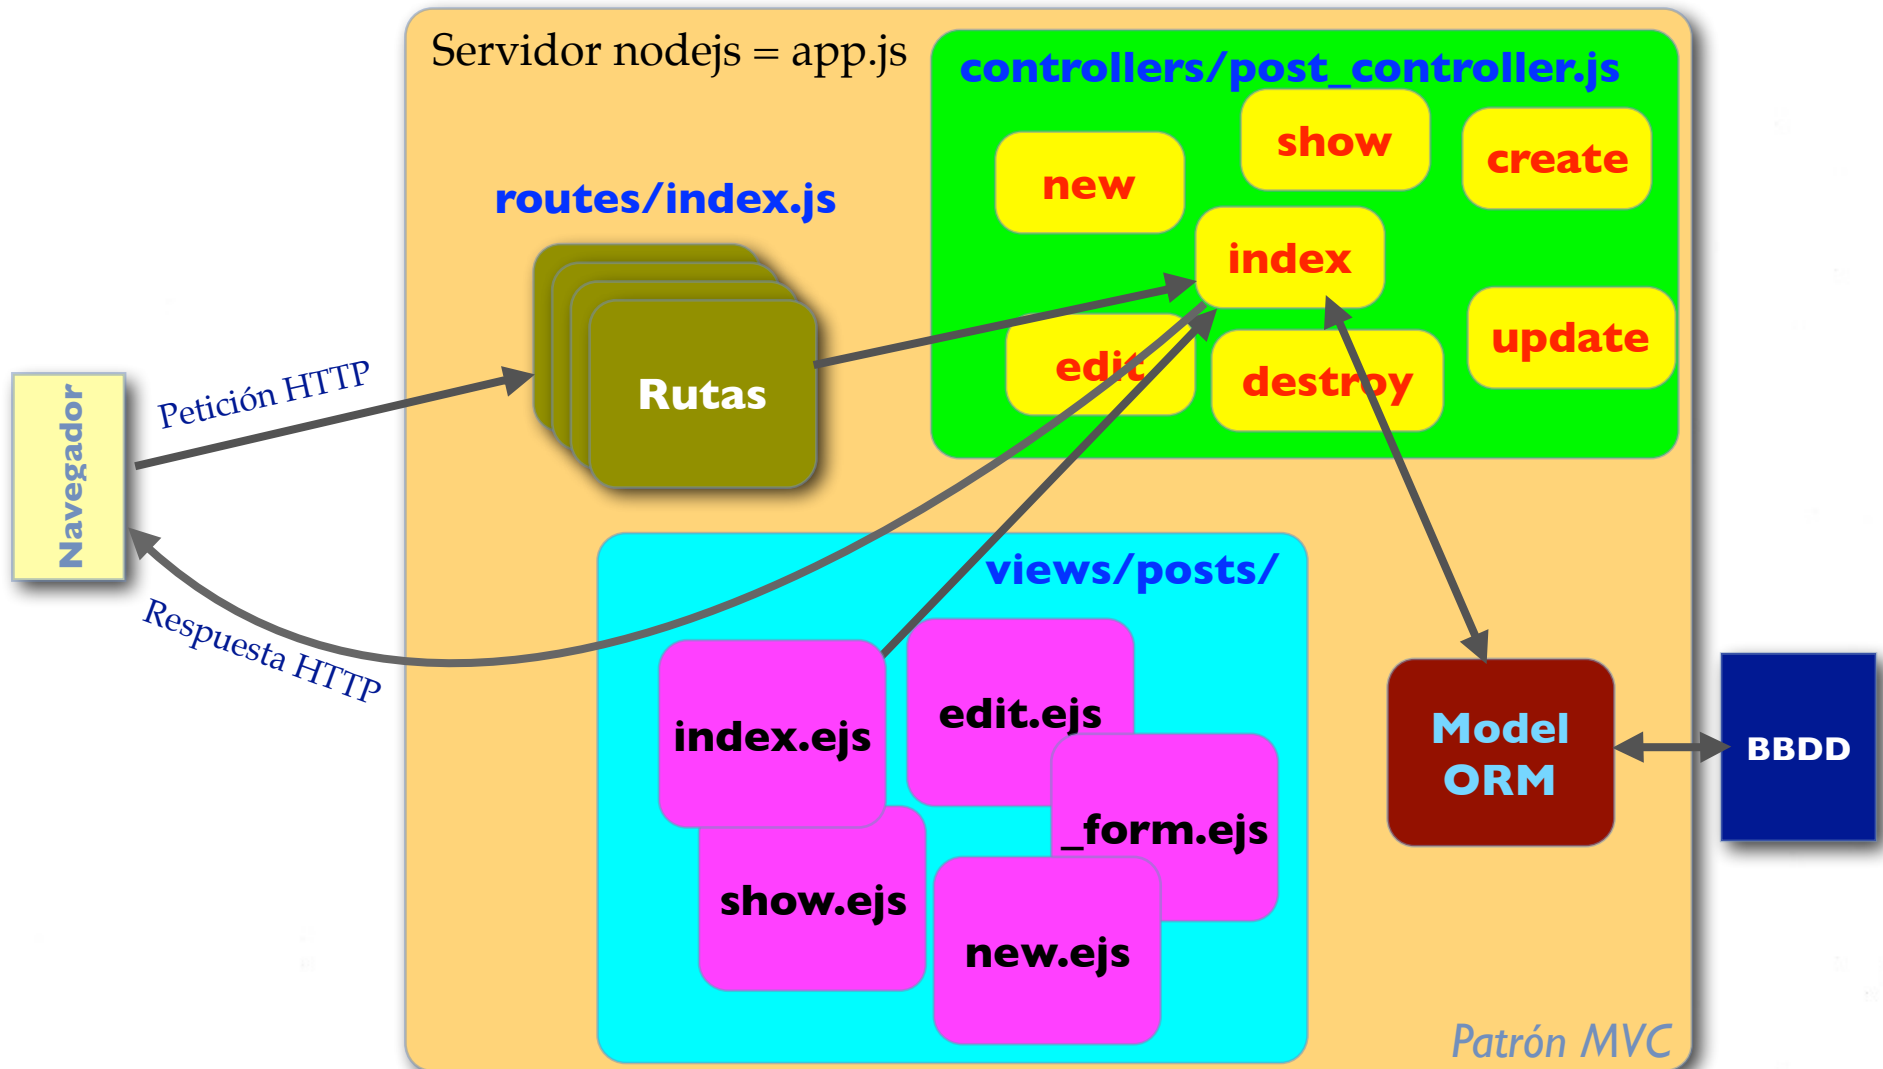 Servidor nodejs = app.js
controllers/post_controller.js
show
create
new
routes/index.js
index
update
edit
destroy
Rutas
Petición HTTP
Navegador
Respuesta HTTP
views/posts/
index.ejs
edit.ejs
_form.ejs
show.ejs
new.ejs
Model
ORM
BBDD
Patrón MVC